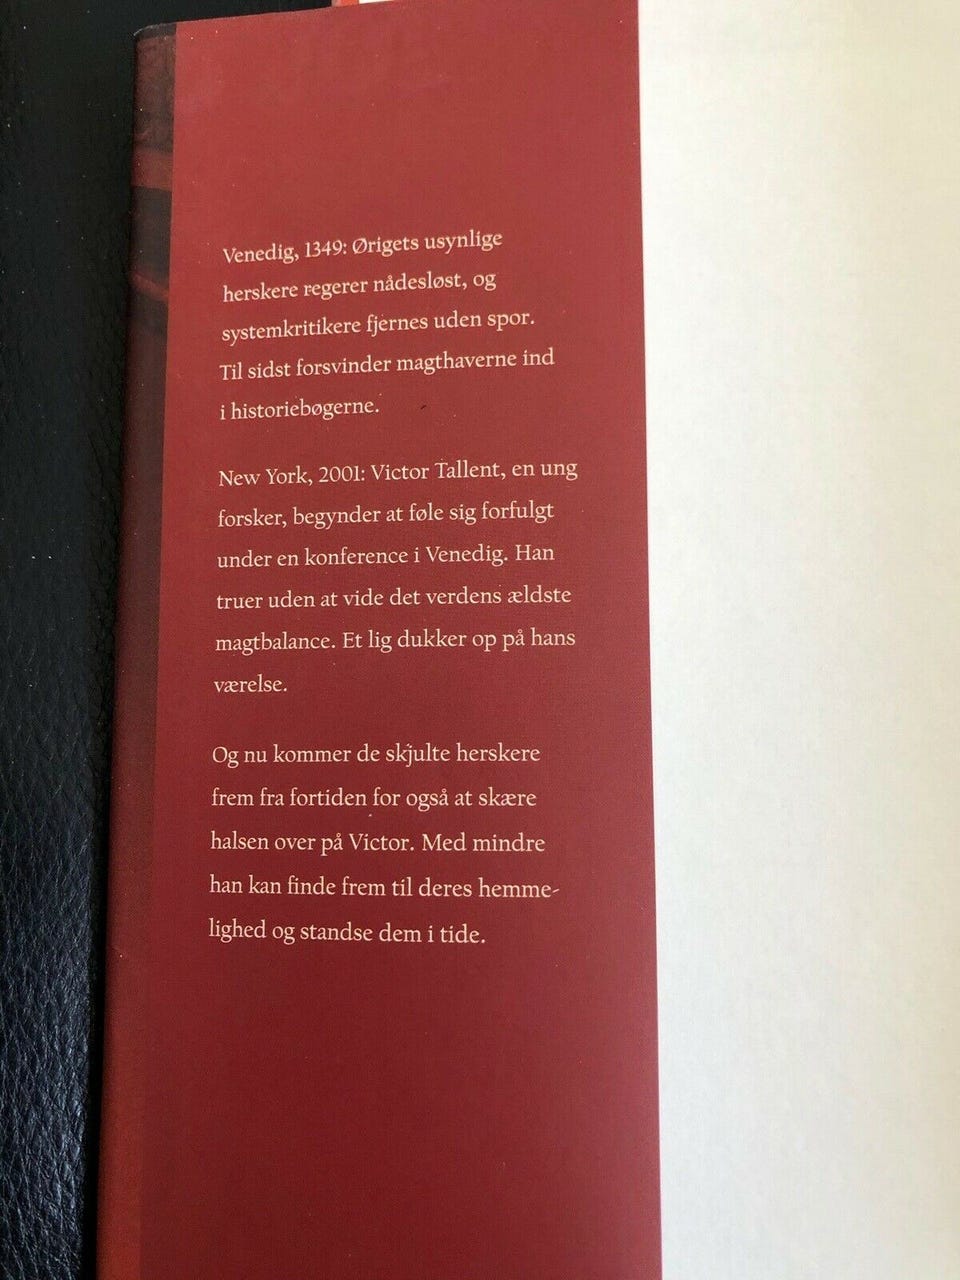 Venedig, 1349: Ørigets usynlige
herskere regerer nådesløst, og
systemkritikere fjernes uden spor.
Til sidst forsvinder magthaverne ind
i historiebøgerne.
New York, 2001: Victor Tallent, en ung
forsker, begynder at føle sig forfulgt
under en konference i Venedig. Han
truer uden at vide det verdens ældste
magtbalance. Et lig dukker op på hans
værelse.
Og nu kommer de skjulte herskere
frem fra fortiden for også at skære
halsen over på Victor. Med mindre
han kan finde frem til deres hemme-
lighed og standse dem i tide.